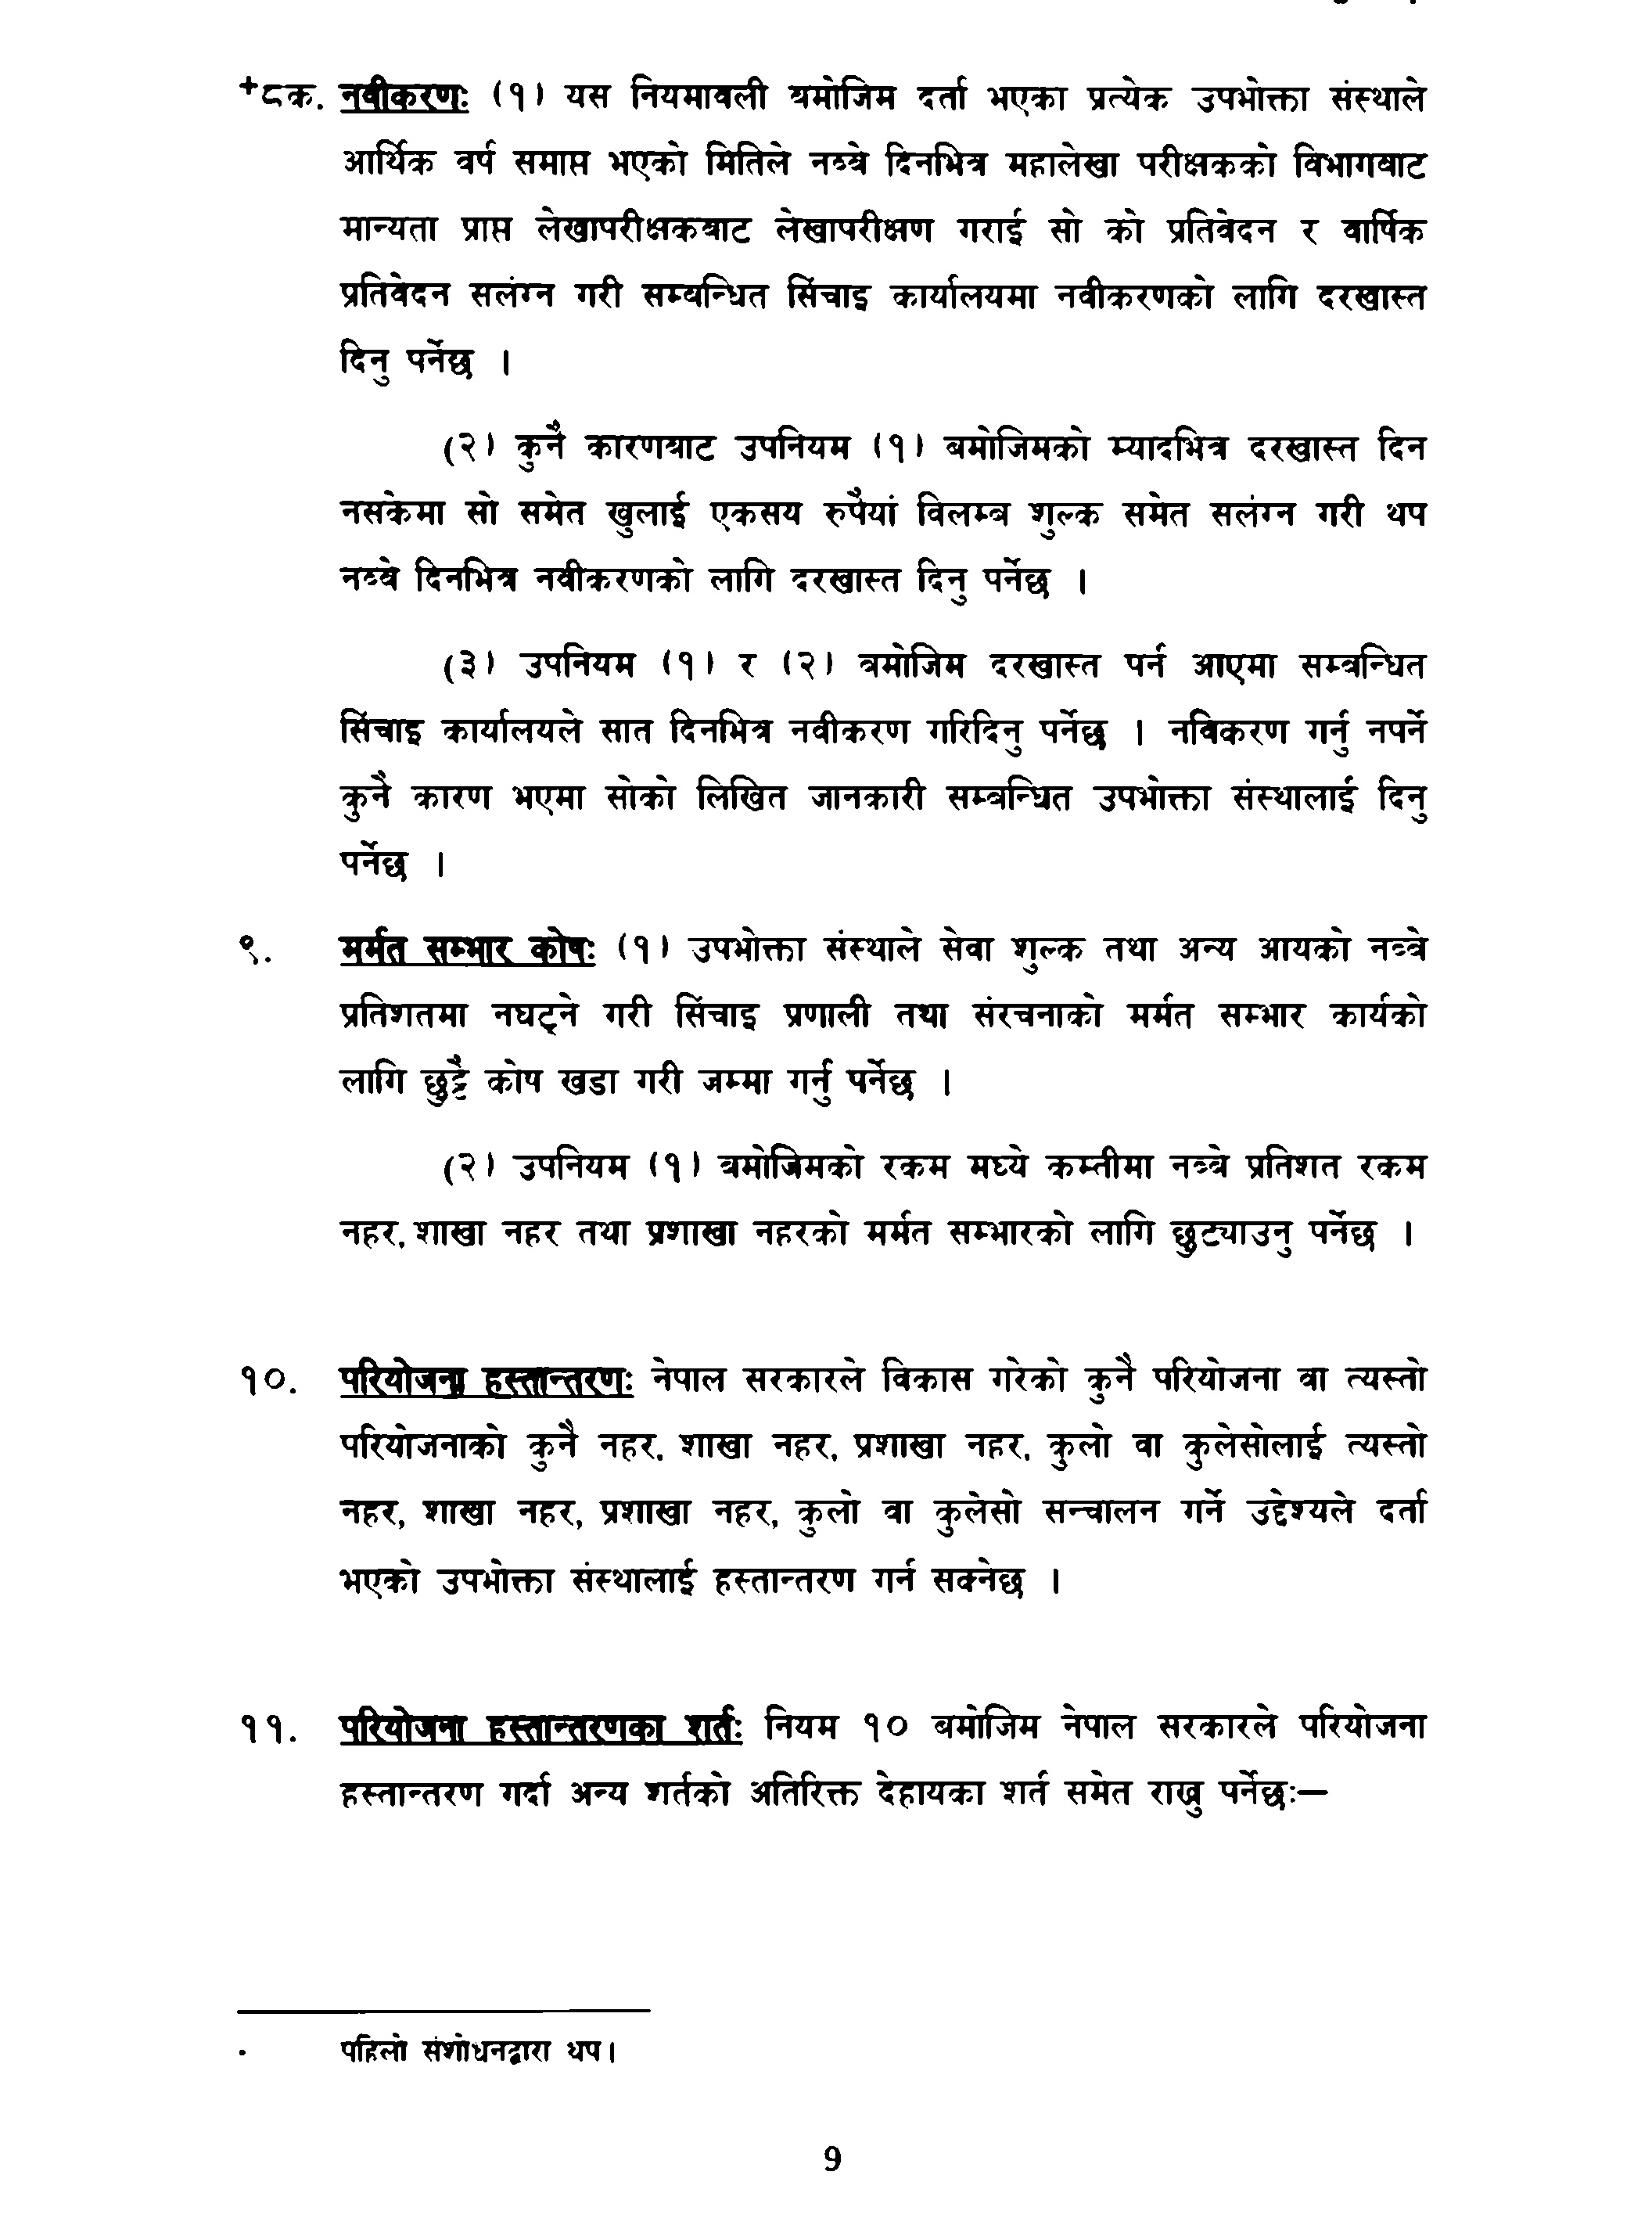 +८क. नवीकरणः (१) यस नियमावली बमोजिम दर्ता भएका प्रत्येक उपभोक्ता संस्थाले
आर्थिक वर्ष समाप्त भएको मितिले नब्बे दिनभित्र महालेखा परीक्षकको विभागबाट
मान्यता प्राप्त लेखापरीक्षकबाट लेखापरीक्षण गराई सो को प्रतिवेदन र वार्षिक
प्रतिवेदन सलंग्न गरी सम्बन्धित सिंचाइ कार्यालयमा नवीकरणको लागि दरखास्त
दिनु पर्नेछ ।
(२) कुनै कारणबाट उपनियम (१) बमोजिमको म्यादभित्र दरखास्त दिन
नसकेमा सो समेत खुलाई एकसय रुपैयां विलम्ब शुल्क समेत सलंग्न गरी थप
नब्बे दिनभित्र नवीकरणको लागि दरखास्त दिनु पर्नेछ ।
(३) उपनियम (१) र (२) बमोजिम दरखास्त पर्न आएमा सम्बन्धित
सिंचाइ कार्यालयले सात दिनभित्र नवीकरण गरिदिनु पर्नेछ । नविकरण गर्नु नपर्ने
कुनै कारण भएमा सोको लिखित जानकारी सम्बन्धित उपभोक्ता संस्थालाई दिनु
पर्नेछ ।
९. मर्मत सम्भार कोषः (१) उपभोक्ता संस्थाले सेवा शुल्क तथा अन्य आयको नब्बे
प्रतिशतमा नघट्ने गरी सिंचाइ प्रणाली तथा संरचनाको मर्मत सम्भार कार्यको
लागि छुट्टै कोष खडा गरी जम्मा गर्नु पर्नेछ ।
(२) उपनियम (१) बमोजिमको रकम मध्ये कम्तीमा नब्बे प्रतिशत रकम
नहर, शाखा नहर तथा प्रशाखा नहरको मर्मत सम्भारको लागि छुट्याउनु पर्नेछ ।
१०. परियोजना हस्तान्तरणः नेपाल सरकारले विकास गरेको कुनै परियोजना वा त्यस्तो
परियोजनाको कुनै नहर, शाखा नहर, प्रशाखा नहर, कुलो वा कुलेसोलाई त्यस्तो
नहर, शाखा नहर, प्रशाखा नहर, कुलो वा कुलेसो सन्चालन गर्ने उद्देश्यले दर्ता
भएको उपभोक्ता संस्थालाई हस्तान्तरण गर्न सक्नेछ ।
११. परियोजना हस्तान्तरणका शर्तः नियम १० बमोजिम नेपाल सरकारले परियोजना
हस्तान्तरण गर्दा अन्य शर्तको अतिरिक्त देहायका शर्त समेत राख्नु पर्नेछः—
· पहिलो संशोधनद्वारा थप।
9